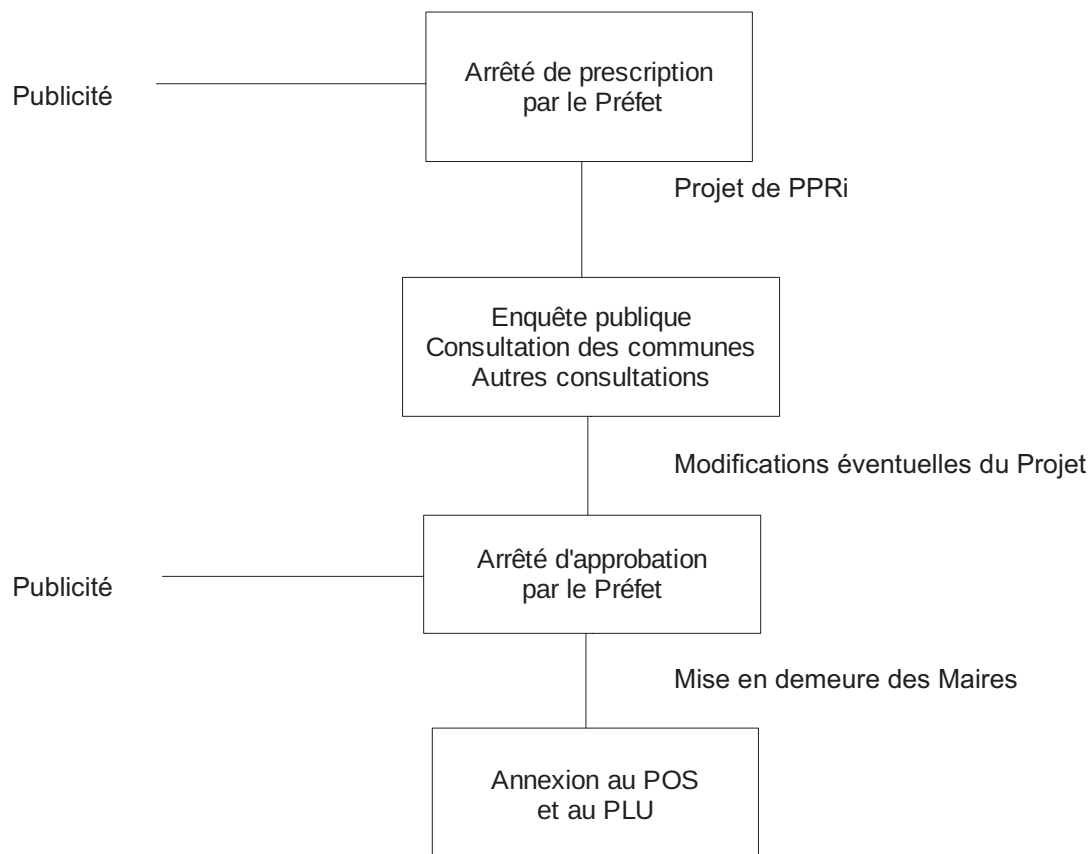 Arrêté de prescription
par le Préfet
Publicité
Projet de PPRi
Enquête publique
Consultation des communes
Autres consultations
Modifications éventuelles du Projet
Arrêté d'approbation
par le Préfet
Publicité
Mise en demeure des Maires
Annexion au POS
et au PLU